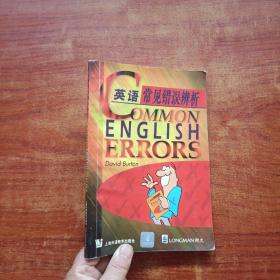 英语 常见错误辨析
COMMON
ENGLISH
ERRORS
David Burton
上海外语教育出版社
LONGMAN 朗文